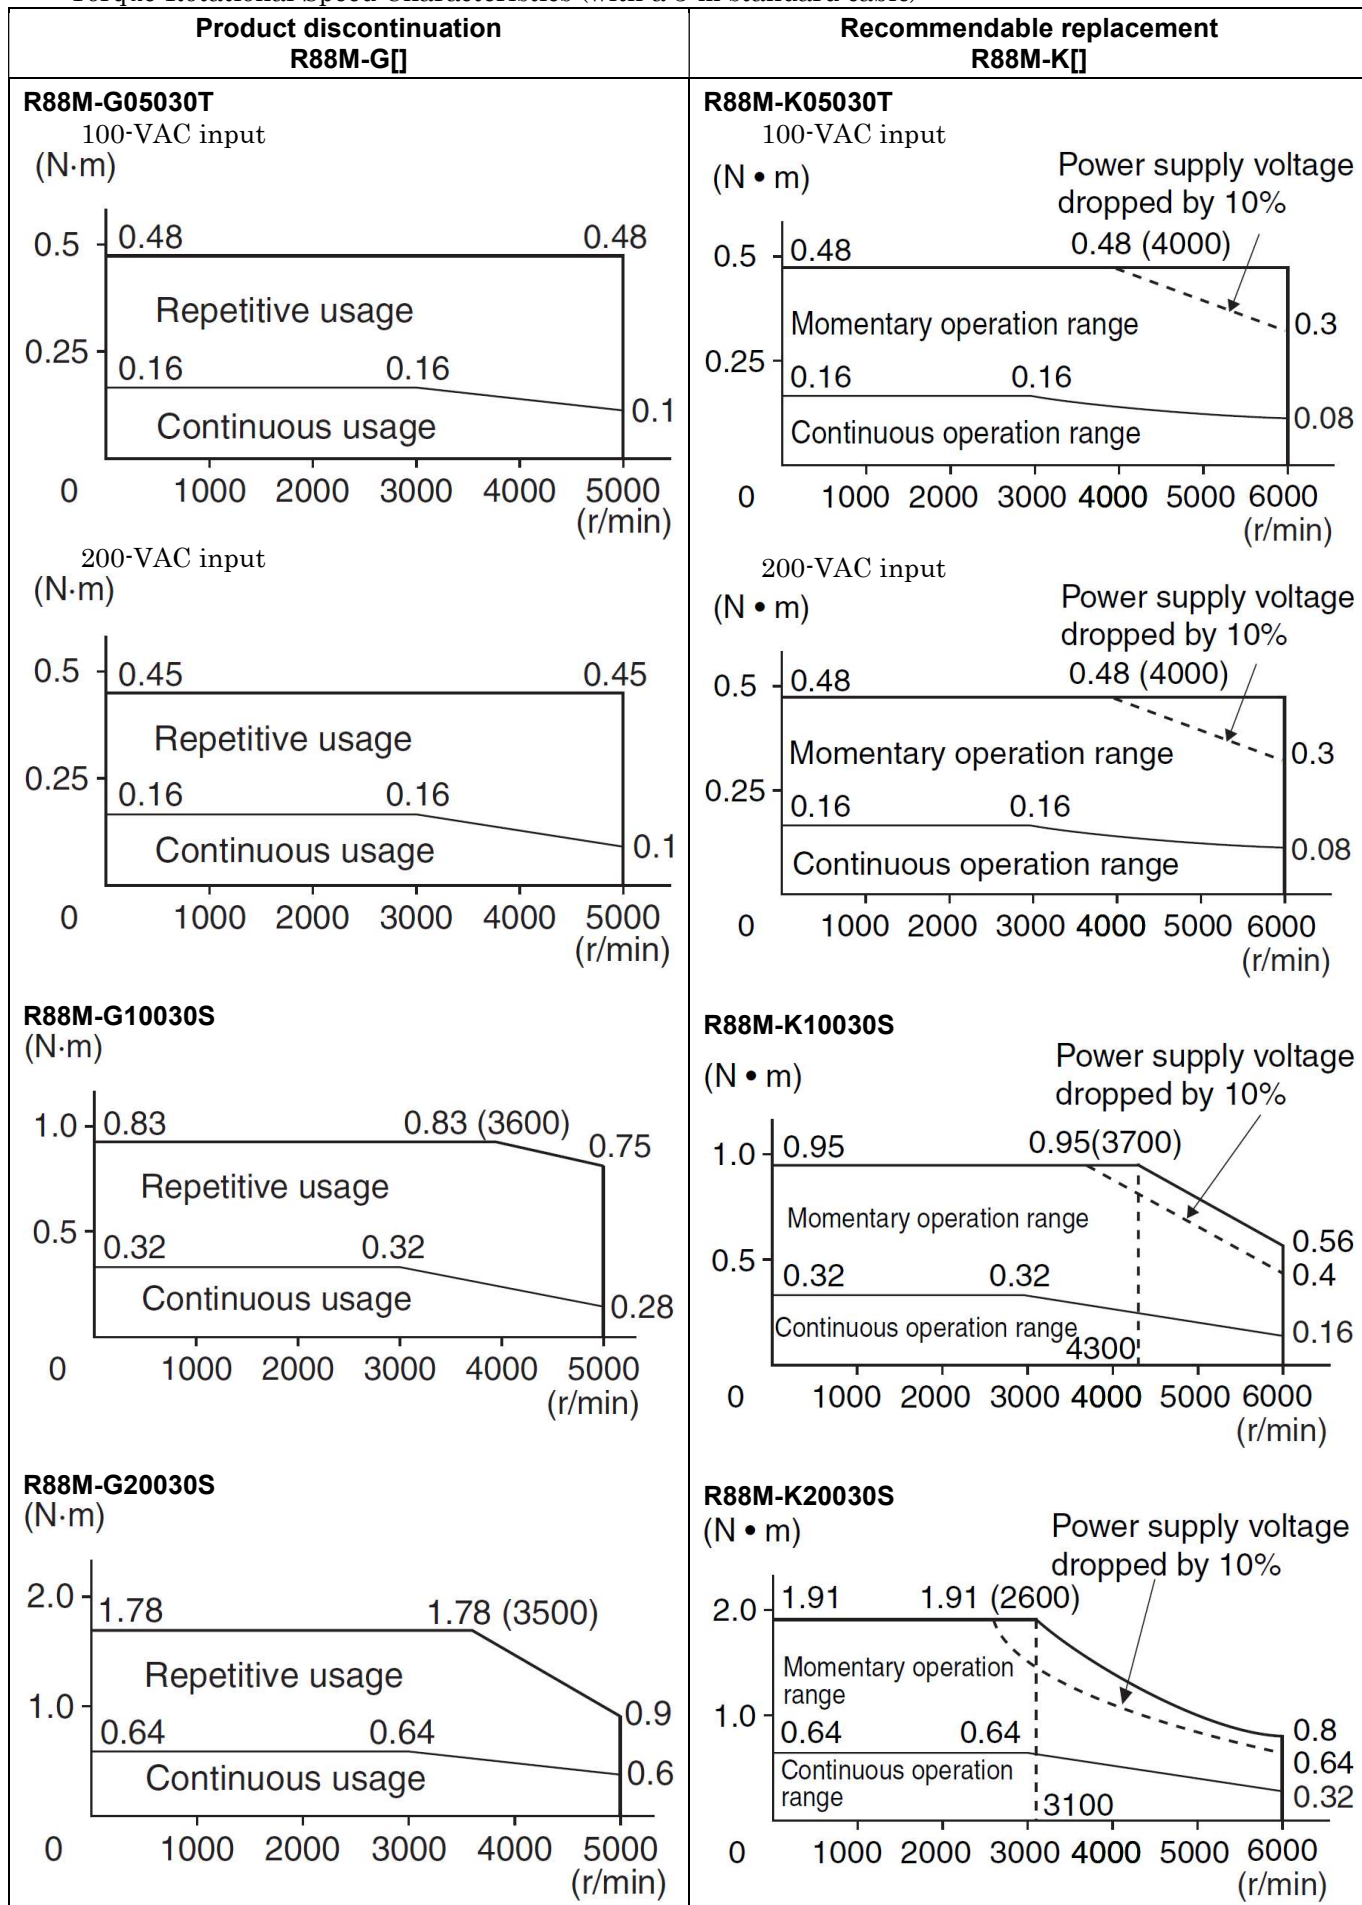 Torque-Rotational Speed Characteristics (with a 3-m standard cable)
Product discontinuation
R88M-G[]
Recommendable replacement
R88M-K[]
R88M-G05030T
100-VAC input
(N·m)
0.5
0.48
0.48
Repetitive usage
0.25
0.16
0.16
0.1
Continuous usage
0
1000
2000
3000
4000
5000
(r/min)
200-VAC input
(N·m)
0.5
0.45
0.45
Repetitive usage
0.25
0.16
0.16
0.1
Continuous usage
0
1000
2000
3000
4000
5000
(r/min)
R88M-G10030S
(N·m)
1.0
0.83
0.83 (3600)
0.75
Repetitive usage
0.5
0.32
0.32
Continuous usage
0.28
0
1000
2000
3000
4000
5000
(r/min)
R88M-G20030S
(N·m)
2.0
1.78
1.78 (3500)
Repetitive usage
1.0
0.9
0.64
0.64
Continuous usage
0.6
0
1000
2000
3000
4000
5000
(r/min)
R88M-K05030T
100-VAC input
(N • m)
Power supply voltage
dropped by 10%
0.5
0.48
0.48 (4000)
Momentary operation range
0.3
0.25
0.16
0.16
0.08
Continuous operation range
0
1000
2000
3000
4000
5000
6000
(r/min)
200-VAC input
(N • m)
Power supply voltage
dropped by 10%
0.5
0.48
0.48 (4000)
Momentary operation range
0.3
0.25
0.16
0.16
0.08
Continuous operation range
0
1000
2000
3000
4000
5000
6000
(r/min)
R88M-K10030S
(N • m)
Power supply voltage
dropped by 10%
1.0
0.95
0.95(3700)
Momentary operation range
0.56
0.5
0.4
0.32
0.32
Continuous operation range
0.16
4300
0
1000
2000
3000
4000
5000
6000
(r/min)
R88M-K20030S
(N • m)
Power supply voltage
dropped by 10%
2.0
1.91
1.91 (2600)
Momentary operation
range
1.0
0.8
0.64
0.64
0.64
Continuous operation
range
0.32
3100
0
1000
2000
3000
4000
5000
6000
(r/min)